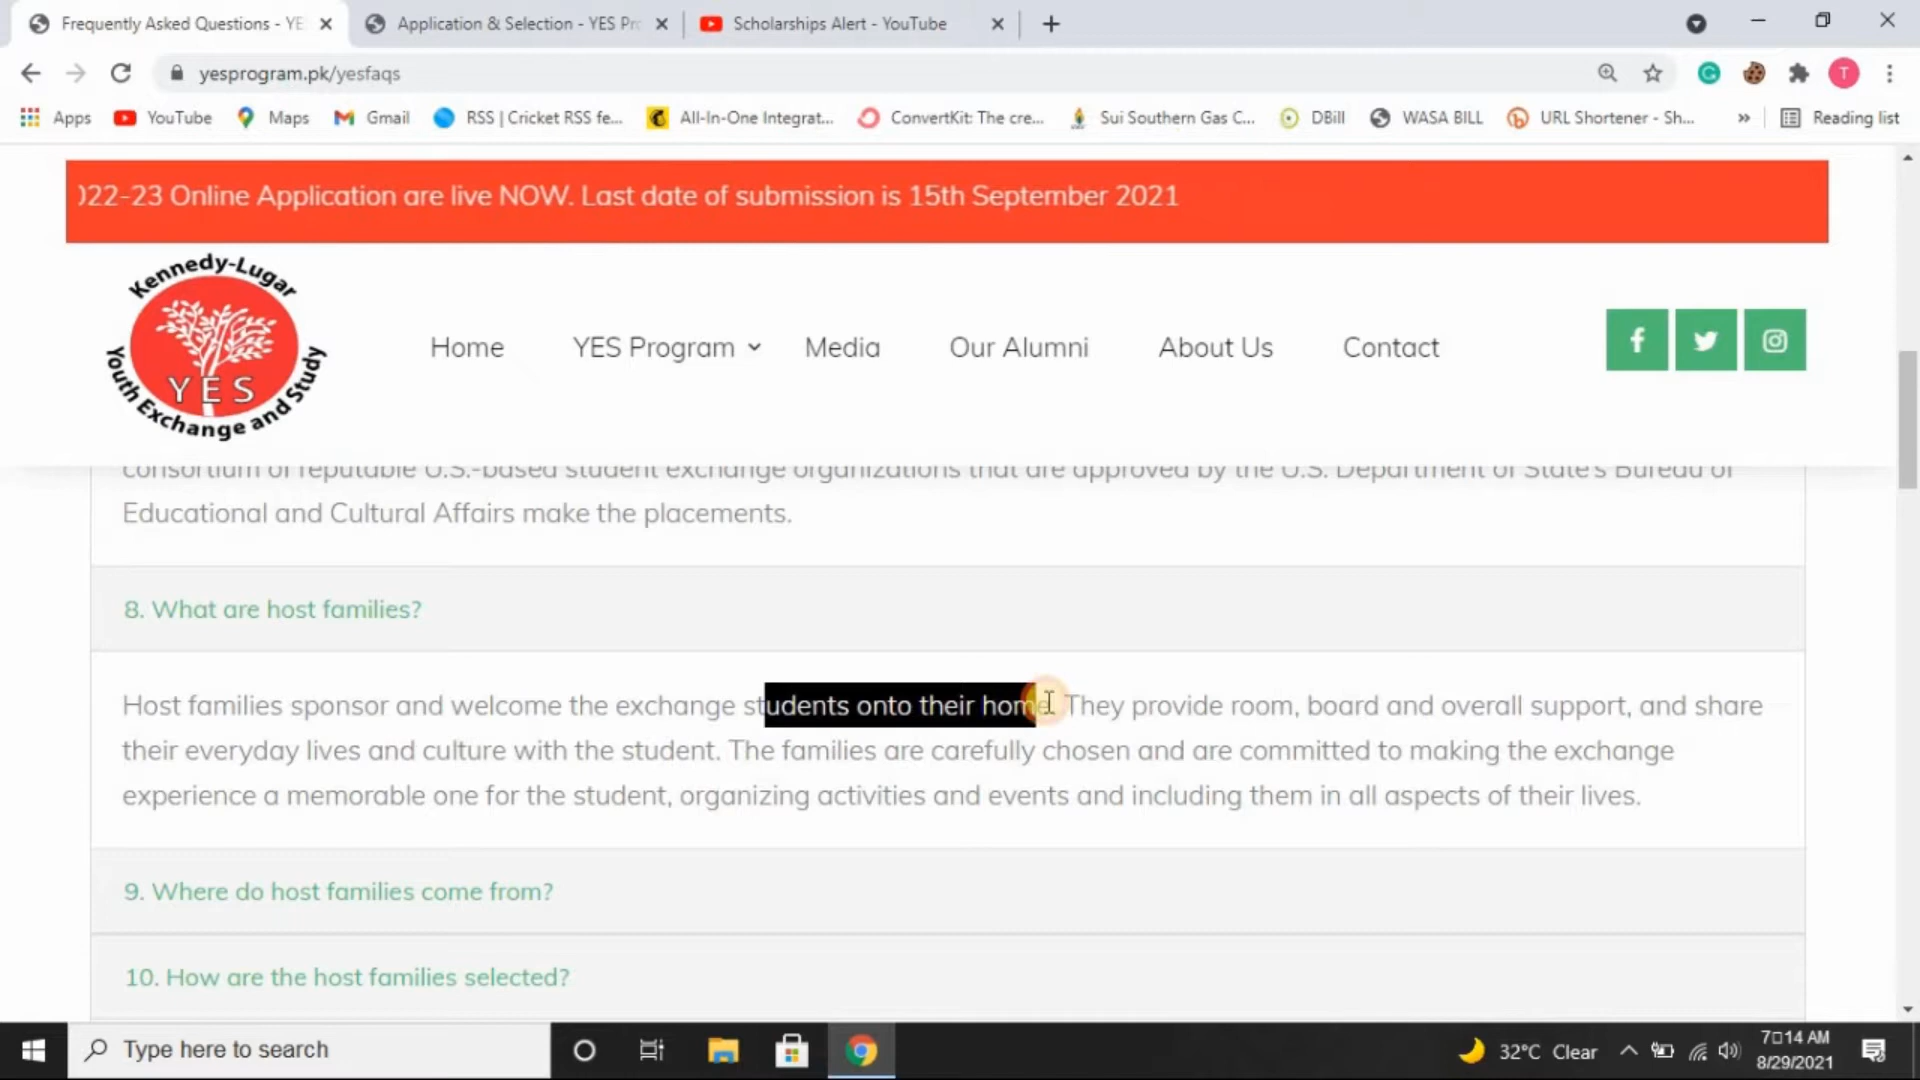 Frequently Asked Questions - YE
Application & Selection - YES Pr
Scholarships Alert - YouTube
yesprogram.pk/yesfaqs
T
Apps
YouTube
Maps
Gmail
RSS | Cricket RSS fe...
All-In-One Integrat...
ConvertKit: The cre...
Sui Southern Gas C...
DBill
WASA BILL
URL Shortener - Sh...
»
Reading list
022-23 Online Application are live NOW. Last date of submission is 15th September 2021
Kennedy-Lugar
YES
Youth Exchange and Study
Home
YES Program
Media
Our Alumni
About Us
Contact
consortium of reputable U.S.-based student exchange organizations that are approved by the U.S. Department of State's Bureau of
Educational and Cultural Affairs make the placements.
8. What are host families?
Host families sponsor and welcome the exchange students onto their home. They provide room, board and overall support, and share
their everyday lives and culture with the student. The families are carefully chosen and are committed to making the exchange
experience a memorable one for the student, organizing activities and events and including them in all aspects of their lives.
9. Where do host families come from?
10. How are the host families selected?
Type here to search
32°C Clear
7:14 AM
8/29/2021